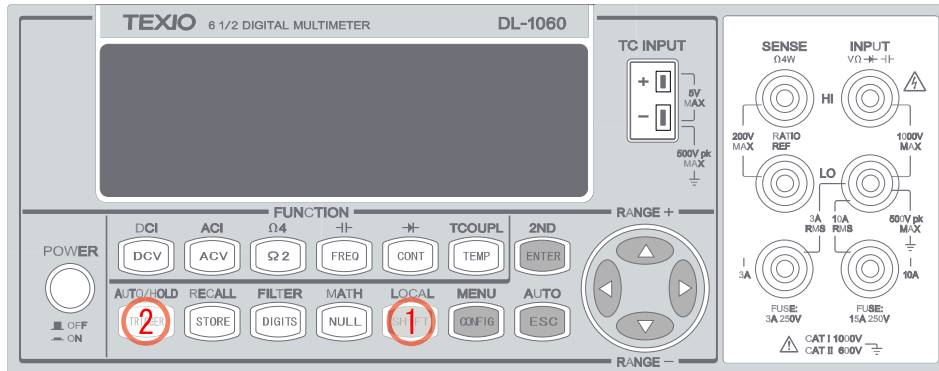 TEXIO 6 1/2 DIGITAL MULTIMETER DL-1060
TC INPUT
+
−
5V
MAX
500V pk
MAX
SENSE
Ω4W
INPUT
VΩ
HI
200V
MAX
RATIO
REF
1000V
MAX
LO
3A
RMS
10A
RMS
500V pk
MAX
3A
10A
FUSE:
3A 250V
FUSE:
15A 250V
CAT I 1000V
CAT II 600V
FUNCTION
RANGE +
DCI ACI Ω4 TCOUPL 2ND
POWER
DCV ACV Ω2 FREQ CONT TEMP ENTER
AUTO/HOLD RECALL FILTER MATH LOCAL MENU AUTO
TRIGGER STORE DIGITS NULL SHIFT CONFIG ESC
2 1
OFF
ON
RANGE −